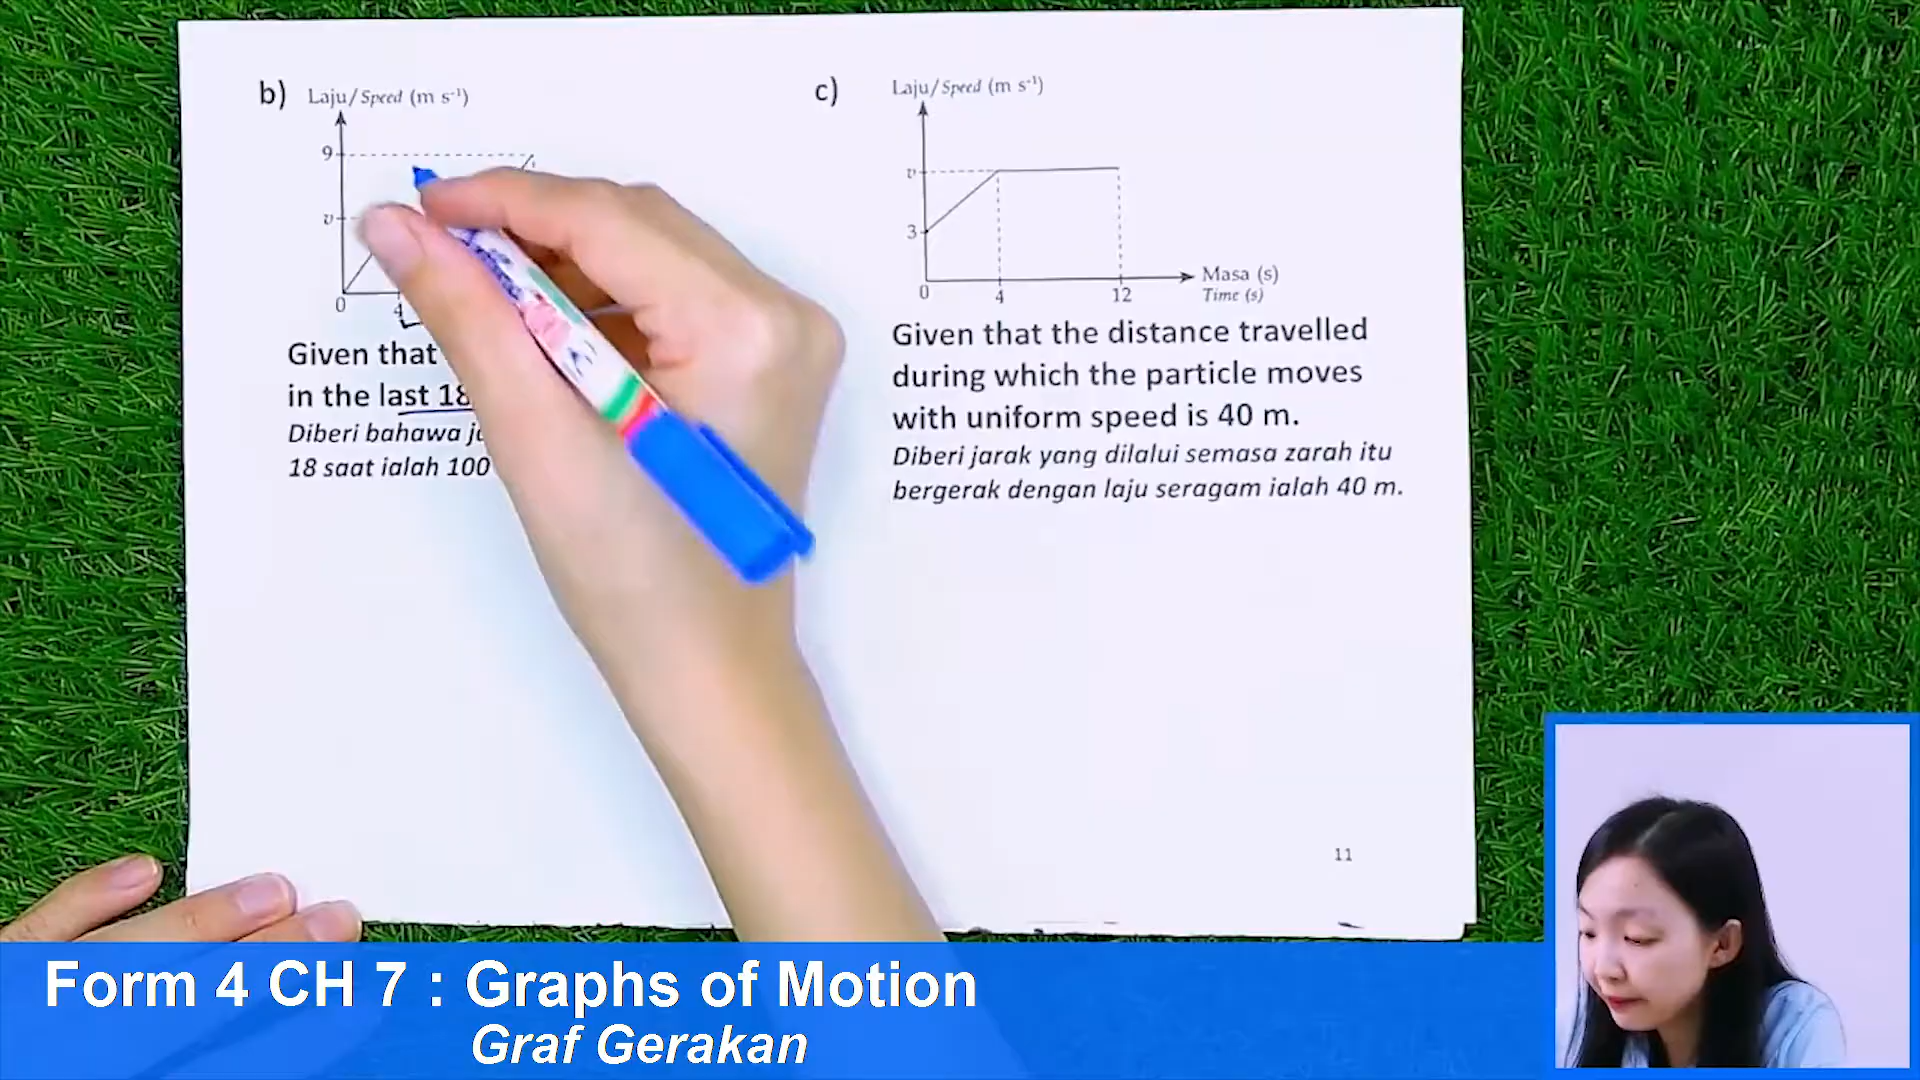 b) Laju/Speed (m s⁻¹)
9
v
0
4
Given that
in the last 18
Diberi bahawa
18 saat ialah 100
c) Laju/Speed (m s⁻¹)
v
3
0 4 12
Masa (s)
Time (s)
Given that the distance travelled
during which the particle moves
with uniform speed is 40 m.
Diberi jarak yang dilalui semasa zarah itu
bergerak dengan laju seragam ialah 40 m.
11
Form 4 CH 7 : Graphs of Motion
Graf Gerakan